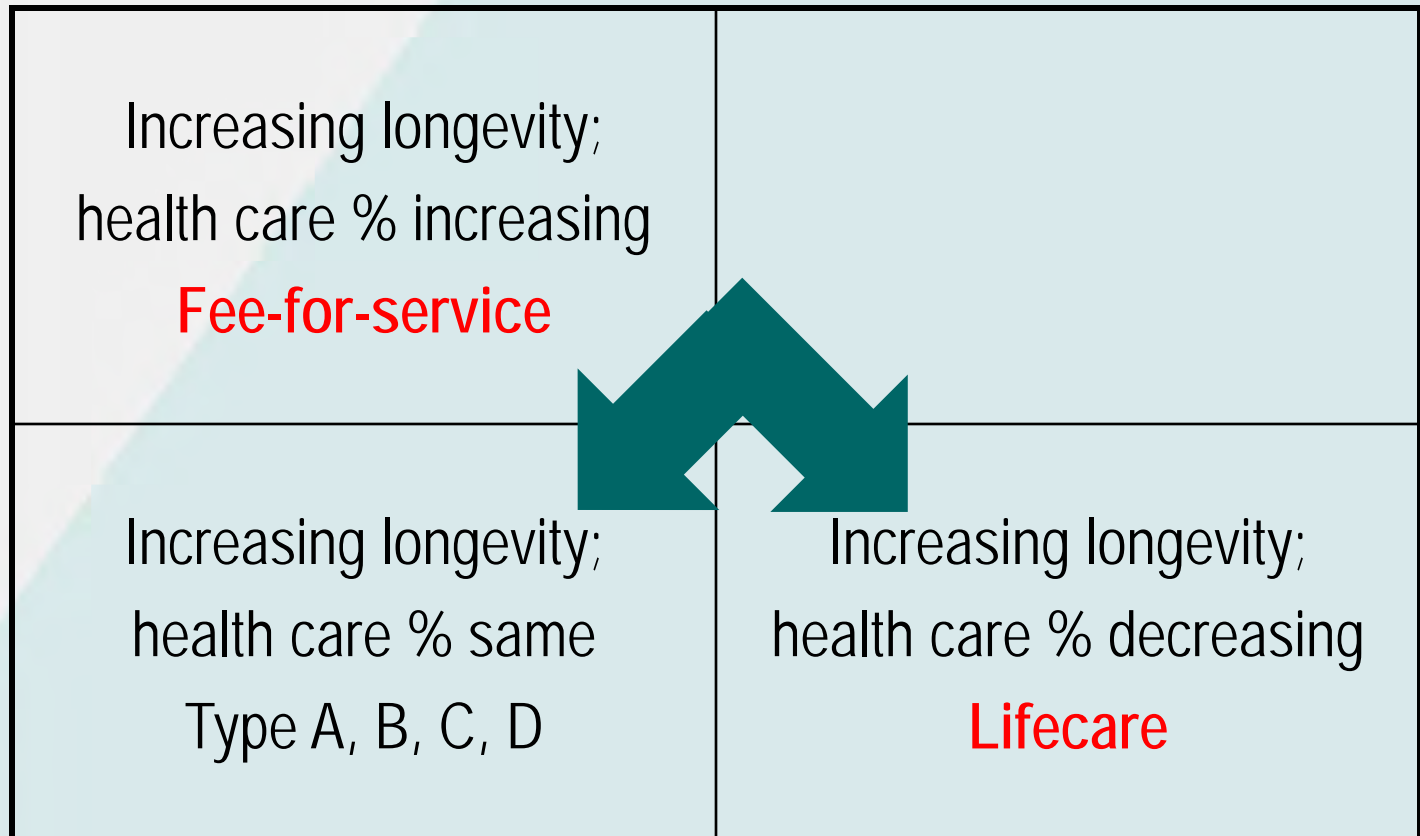 Increasing longevity;
health care % increasing
Fee-for-service
Increasing longevity;
health care % same
Type A, B, C, D
Increasing longevity;
health care % decreasing
Lifecare